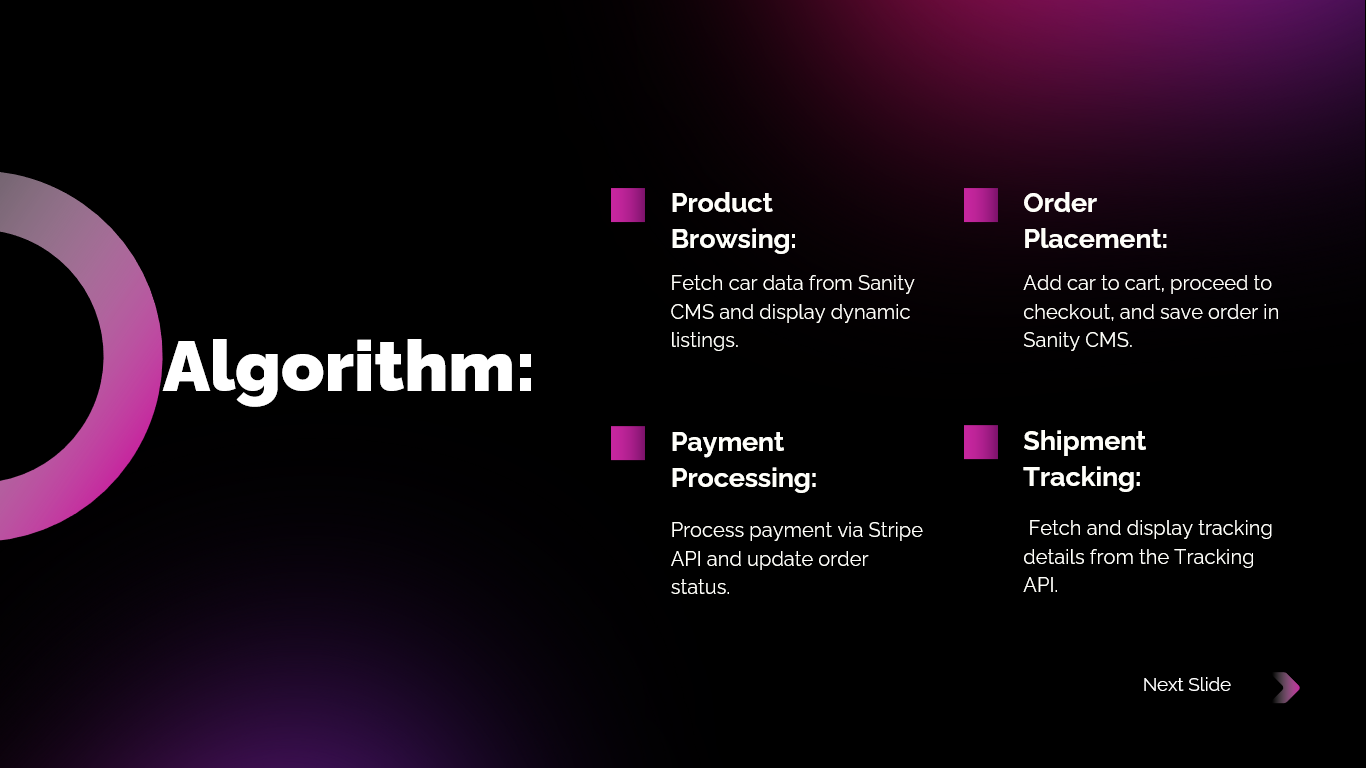 Algorithm:
Product
Browsing:
Fetch car data from Sanity
CMS and display dynamic
listings.
Order
Placement:
Add car to cart, proceed to
checkout, and save order in
Sanity CMS.
Payment
Processing:
Process payment via Stripe
API and update order
status.
Shipment
Tracking:
Fetch and display tracking
details from the Tracking
API.
Next Slide